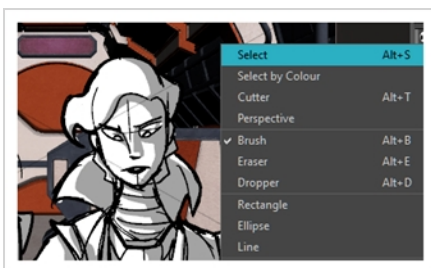 Select Alt+S
Select by Colour
Cutter Alt+T
Perspective
Brush Alt+B
Eraser Alt+E
Dropper Alt+D
Rectangle
Ellipse
Line